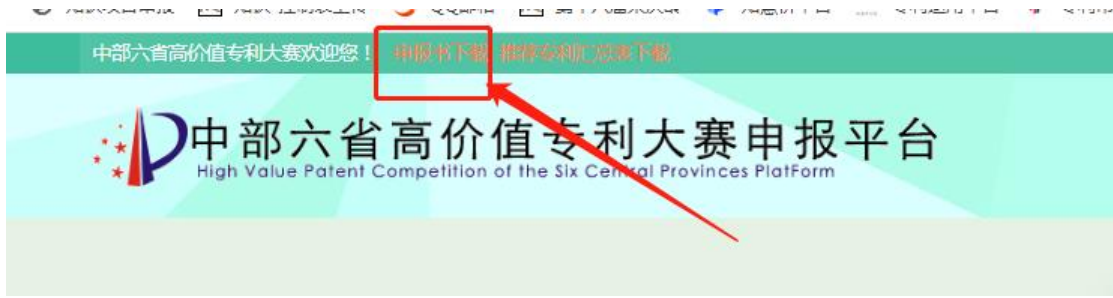 中部六省高价值专利大赛欢迎您！ 申报书下载 推荐专利汇总表下载
中部六省高价值专利大赛申报平台
High Value Patent Competition of the Six Central Provinces PlatForm